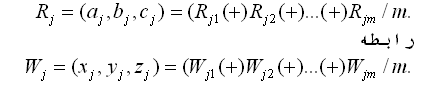 R_j = (a_j, b_j, c_j) = (R_{j1}(+)R_{j2}(+)...(+)R_{jm} / m.
رابطه
W_j = (x_j, y_j, z_j) = (W_{j1}(+)W_{j2}(+)...(+)W_{jm} / m.